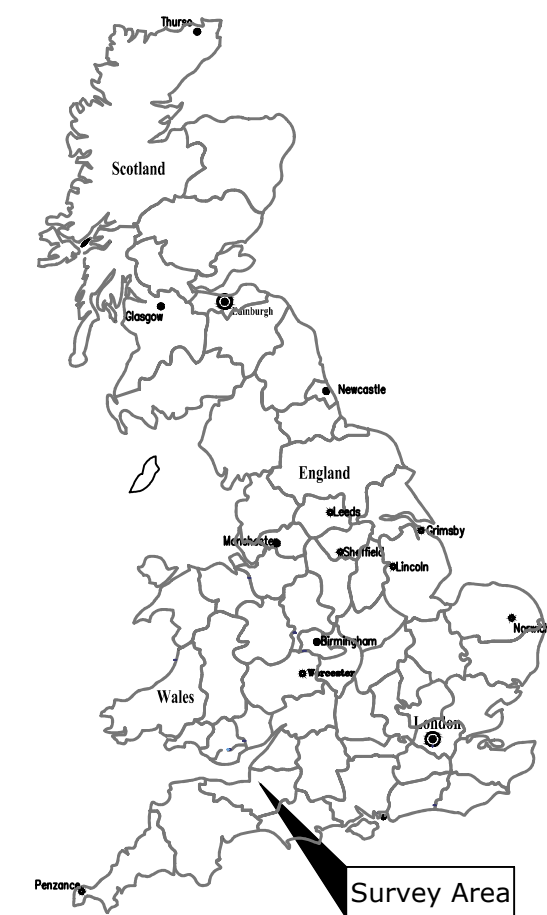 Thurso
Scotland
Edinburgh
Glasgow
Newcastle
England
Leeds
Grimsby
Manchester
Sheffield
Lincoln
Norwich
Birmingham
Worcester
Wales
London
Penzance
Survey Area